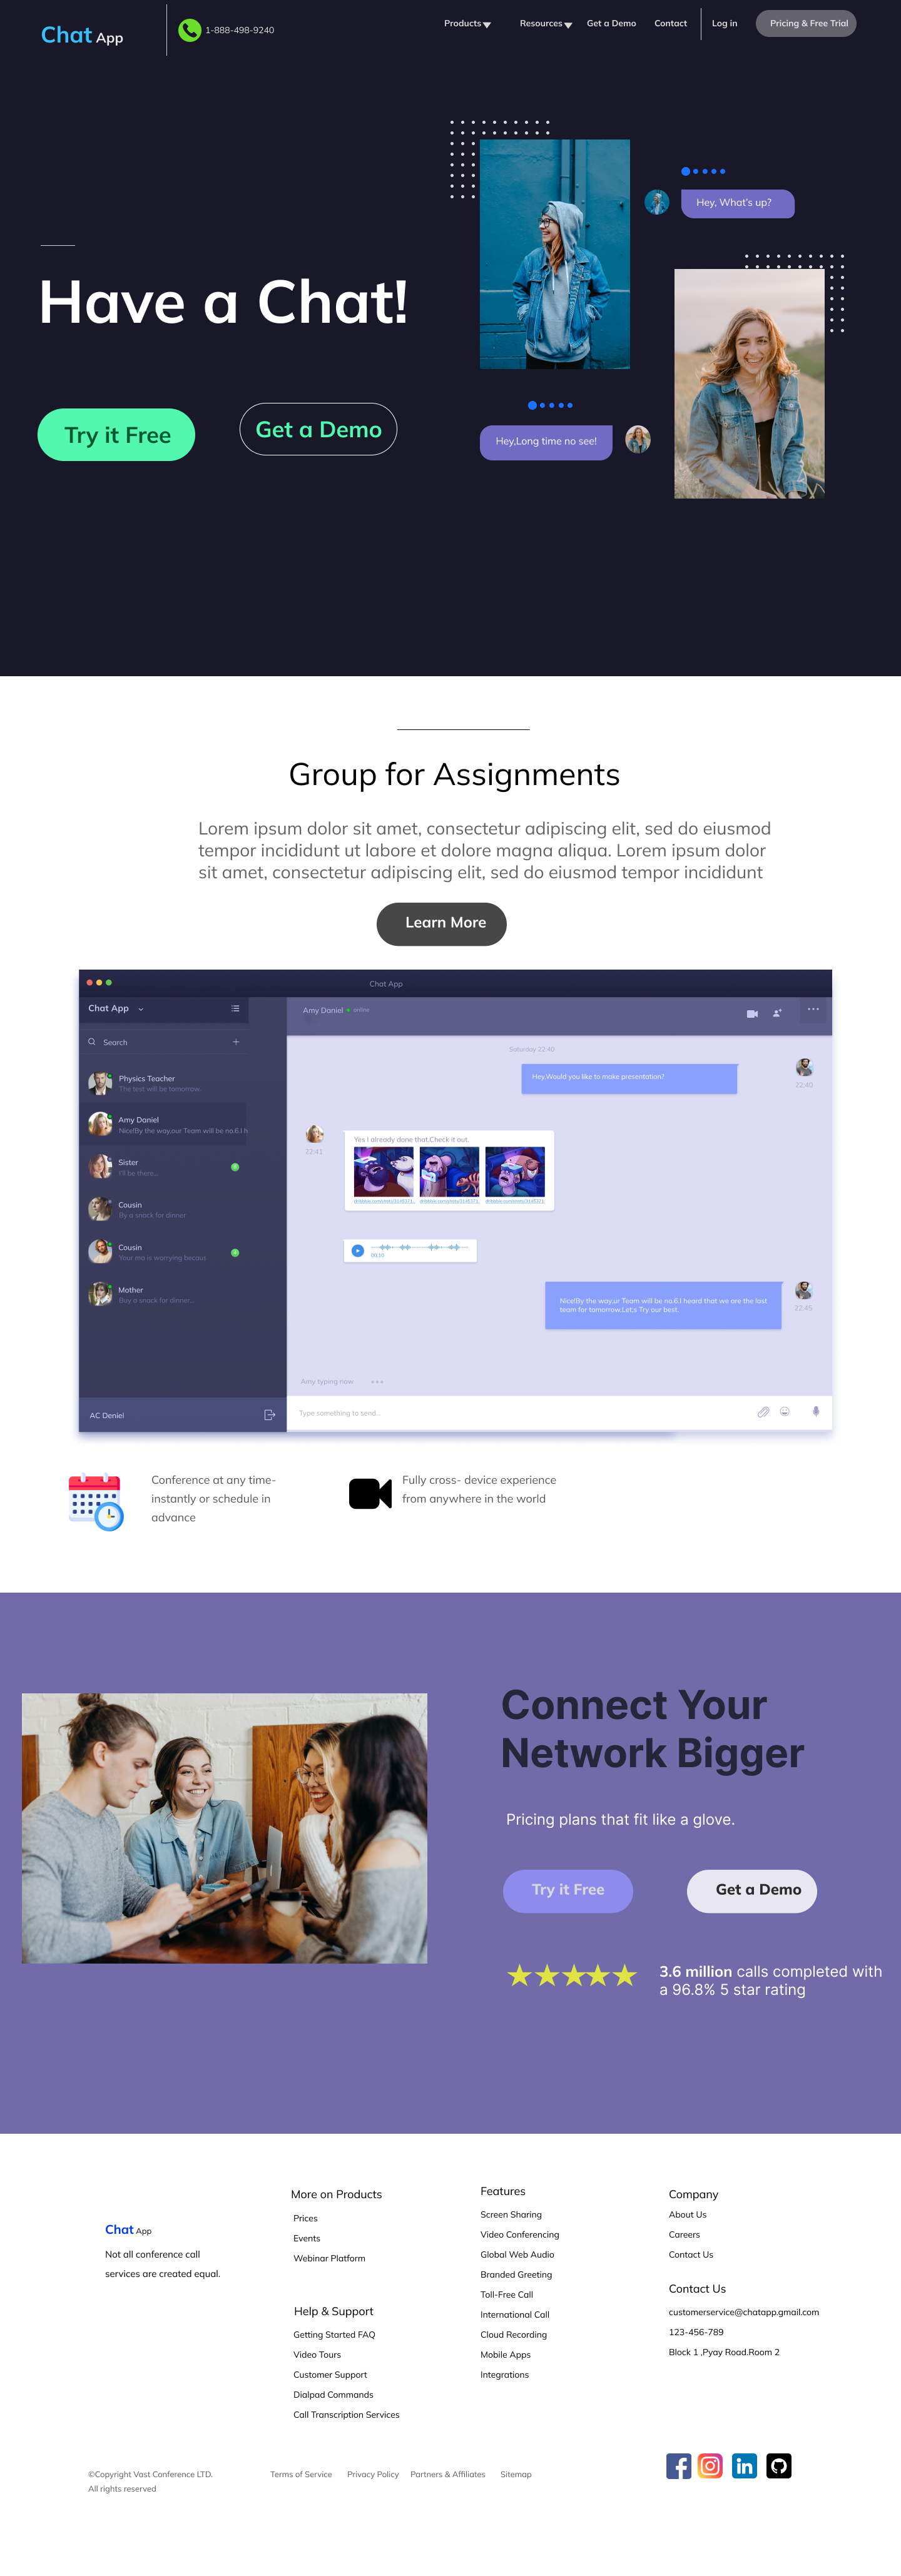 Chat App
1-888-498-9240
Products
Resources
Get a Demo
Contact
Log in
Pricing & Free Trial
Hey, What's up?
Have a Chat!
Try it Free
Get a Demo
Hey,Long time no see!
Group for Assignments
Lorem ipsum dolor sit amet, consectetur adipiscing elit, sed do eiusmod
tempor incididunt ut labore et dolore magna aliqua. Lorem ipsum dolor
sit amet, consectetur adipiscing elit, sed do eiusmod tempor incididunt
Learn More
Chat App
Chat App
Search
Physics Teacher
The test will be tomorrow.
Amy Daniel
Nice!By the way,our Team will be no.6.I h
Sister
I'll be there...
Cousin
By a snack for dinner
Cousin
Your ma is worrying becaus
Mother
Buy a snack for dinner...
AC Deniel
Amy Daniel
online
Saturday 22:40
Hey,Would you like to make presentation?
22:40
Yes I already done that.Check it out.
22:41
00:10
Nice!By the way,ur Team will be no.6.I heard that we are the last
team for tomorrow.Let;s Try our best.
22:45
Amy typing now
Type something to send...
Conference at any time-
instantly or schedule in
advance
Fully cross- device experience
from anywhere in the world
Connect Your
Network Bigger
Pricing plans that fit like a glove.
Try it Free
Get a Demo
3.6 million calls completed with
a 96.8% 5 star rating
Chat App
Not all conference call
services are created equal.
More on Products
Prices
Events
Webinar Platform
Help & Support
Getting Started FAQ
Video Tours
Customer Support
Dialpad Commands
Call Transcription Services
Features
Screen Sharing
Video Conferencing
Global Web Audio
Branded Greeting
Toll-Free Call
International Call
Cloud Recording
Mobile Apps
Integrations
Company
About Us
Careers
Contact Us
Contact Us
customerservice@chatapp.gmail.com
123-456-789
Block 1 ,Pyay Road.Room 2
©Copyright Vast Conference LTD.
All rights reserved
Terms of Service
Privacy Policy
Partners & Affiliates
Sitemap